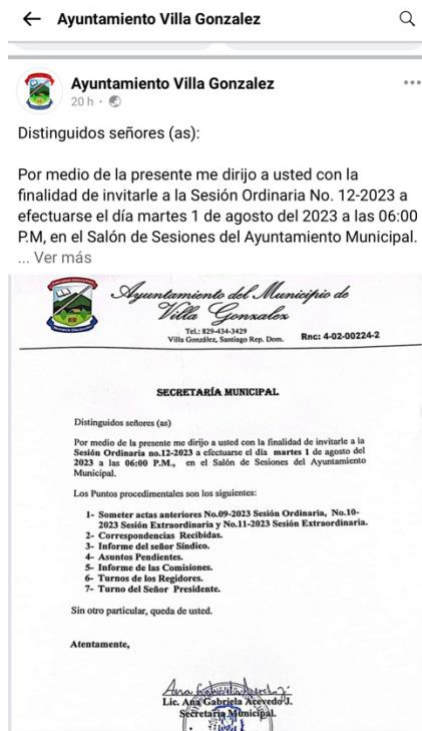 Ayuntamiento Villa Gonzalez
Ayuntamiento Villa Gonzalez
20 h
Distinguidos señores (as):
Por medio de la presente me dirijo a usted con la
finalidad de invitarle a la Sesión Ordinaria No. 12-2023 a
efectuarse el día martes 1 de agosto del 2023 a las 06:00
P.M, en el Salón de Sesiones del Ayuntamiento Municipal.
... Ver más
Ayuntamiento del Municipio de
Villa Gonzalez
Tel.: 829-434-3429
Villa González, Santiago Rep. Dom.
Rnc: 4-02-00224-2
SECRETARÍA MUNICIPAL
Distinguidos señores (as)
Por medio de la presente me dirijo a usted con la finalidad de invitarle a la
Sesión Ordinaria no.12-2023 a efectuarse el día martes 1 de agosto del
2023 a las 06:00 P.M., en el Salón de Sesiones del Ayuntamiento
Municipal.
Los Puntos procedimentales son los siguientes:
1- Someter actas anteriores No.09-2023 Sesión Ordinaria, No.10-
2023 Sesión Extraordinaria y No.11-2023 Sesión Extraordinaria.
2- Correspondencias Recibidas.
3- Informe del señor Síndico.
4- Asuntos Pendientes.
5- Informe de las Comisiones.
6- Turnos de los Regidores.
7- Turno del Señor Presidente.
Sin otro particular, queda de usted.
Atentamente,
Lic. Ana Gabriela Acevedo J.
Secretaria Municipal.